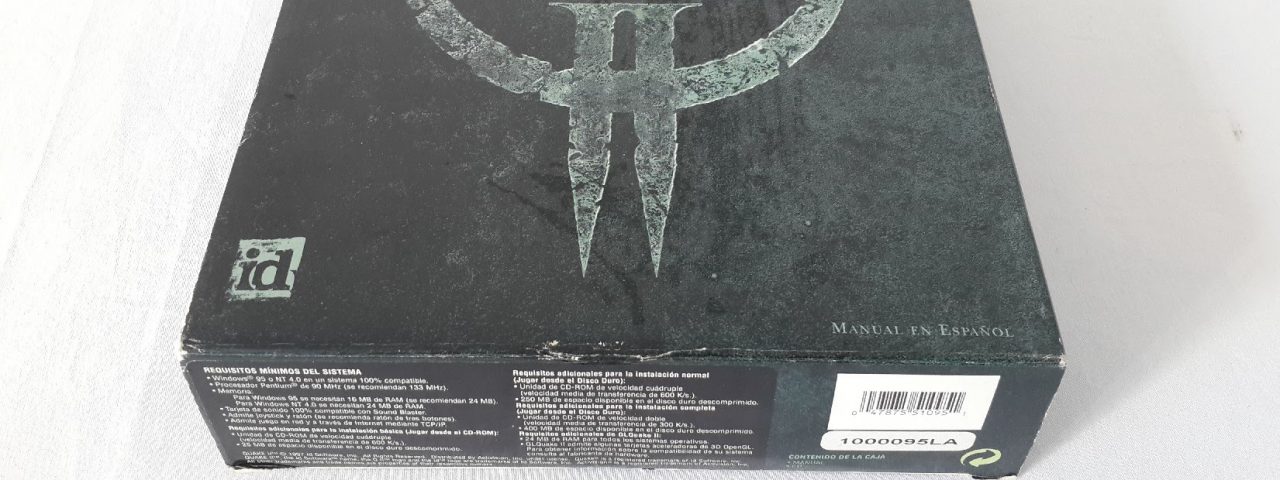 id
MANUAL EN ESPAÑOL
REQUISITOS MÍNIMOS DEL SISTEMA
• Windows® 95 o NT 4.0 en un sistema 100% compatible.
• Procesador Pentium® de 90 MHz (se recomiendan 133 MHz).
• Memoria:
Para Windows 95 se necesitan 16 MB de RAM (se recomiendan 24 MB).
Para Windows NT 4.0 se necesitan 24 MB de RAM.
• Tarjeta de sonido 100% compatible con Sound Blaster.
• Admite joystick y ratón (se recomienda ratón de tres botones).
• Admite juego en red y a través de Internet mediante TCP/IP.
Requisitos adicionales para la instalación básica (Jugar desde el CD-ROM):
• Unidad de CD-ROM de velocidad cuádruple
(velocidad media de transferencia de 600 K/s.).
• 25 MB de espacio disponible en el disco duro descomprimido.
Requisitos adicionales para la instalación normal
(Jugar desde el Disco Duro):
• Unidad de CD-ROM de velocidad cuádruple
(velocidad media de transferencia de 600 K/s.).
• 250 MB de espacio disponible en el disco duro descomprimido.
Requisitos adicionales para la instalación completa
(Jugar desde el Disco Duro):
• Unidad de CD-ROM de velocidad doble
(velocidad media de transferencia de 300 K/s.).
• 400 MB de espacio disponible en el disco duro descomprimido.
Requisitos adicionales de GLQuake II:
• 24 MB de RAM para todos los sistemas operativos.
• GLQuake II admite algunas tarjetas aceleradoras de 3D OpenGL.
Para obtener información sobre la compatibilidad de su sistema
consulte al fabricante de hardware.
1000095LA
CONTENIDO DE LA CAJA
• MANUAL
• CD